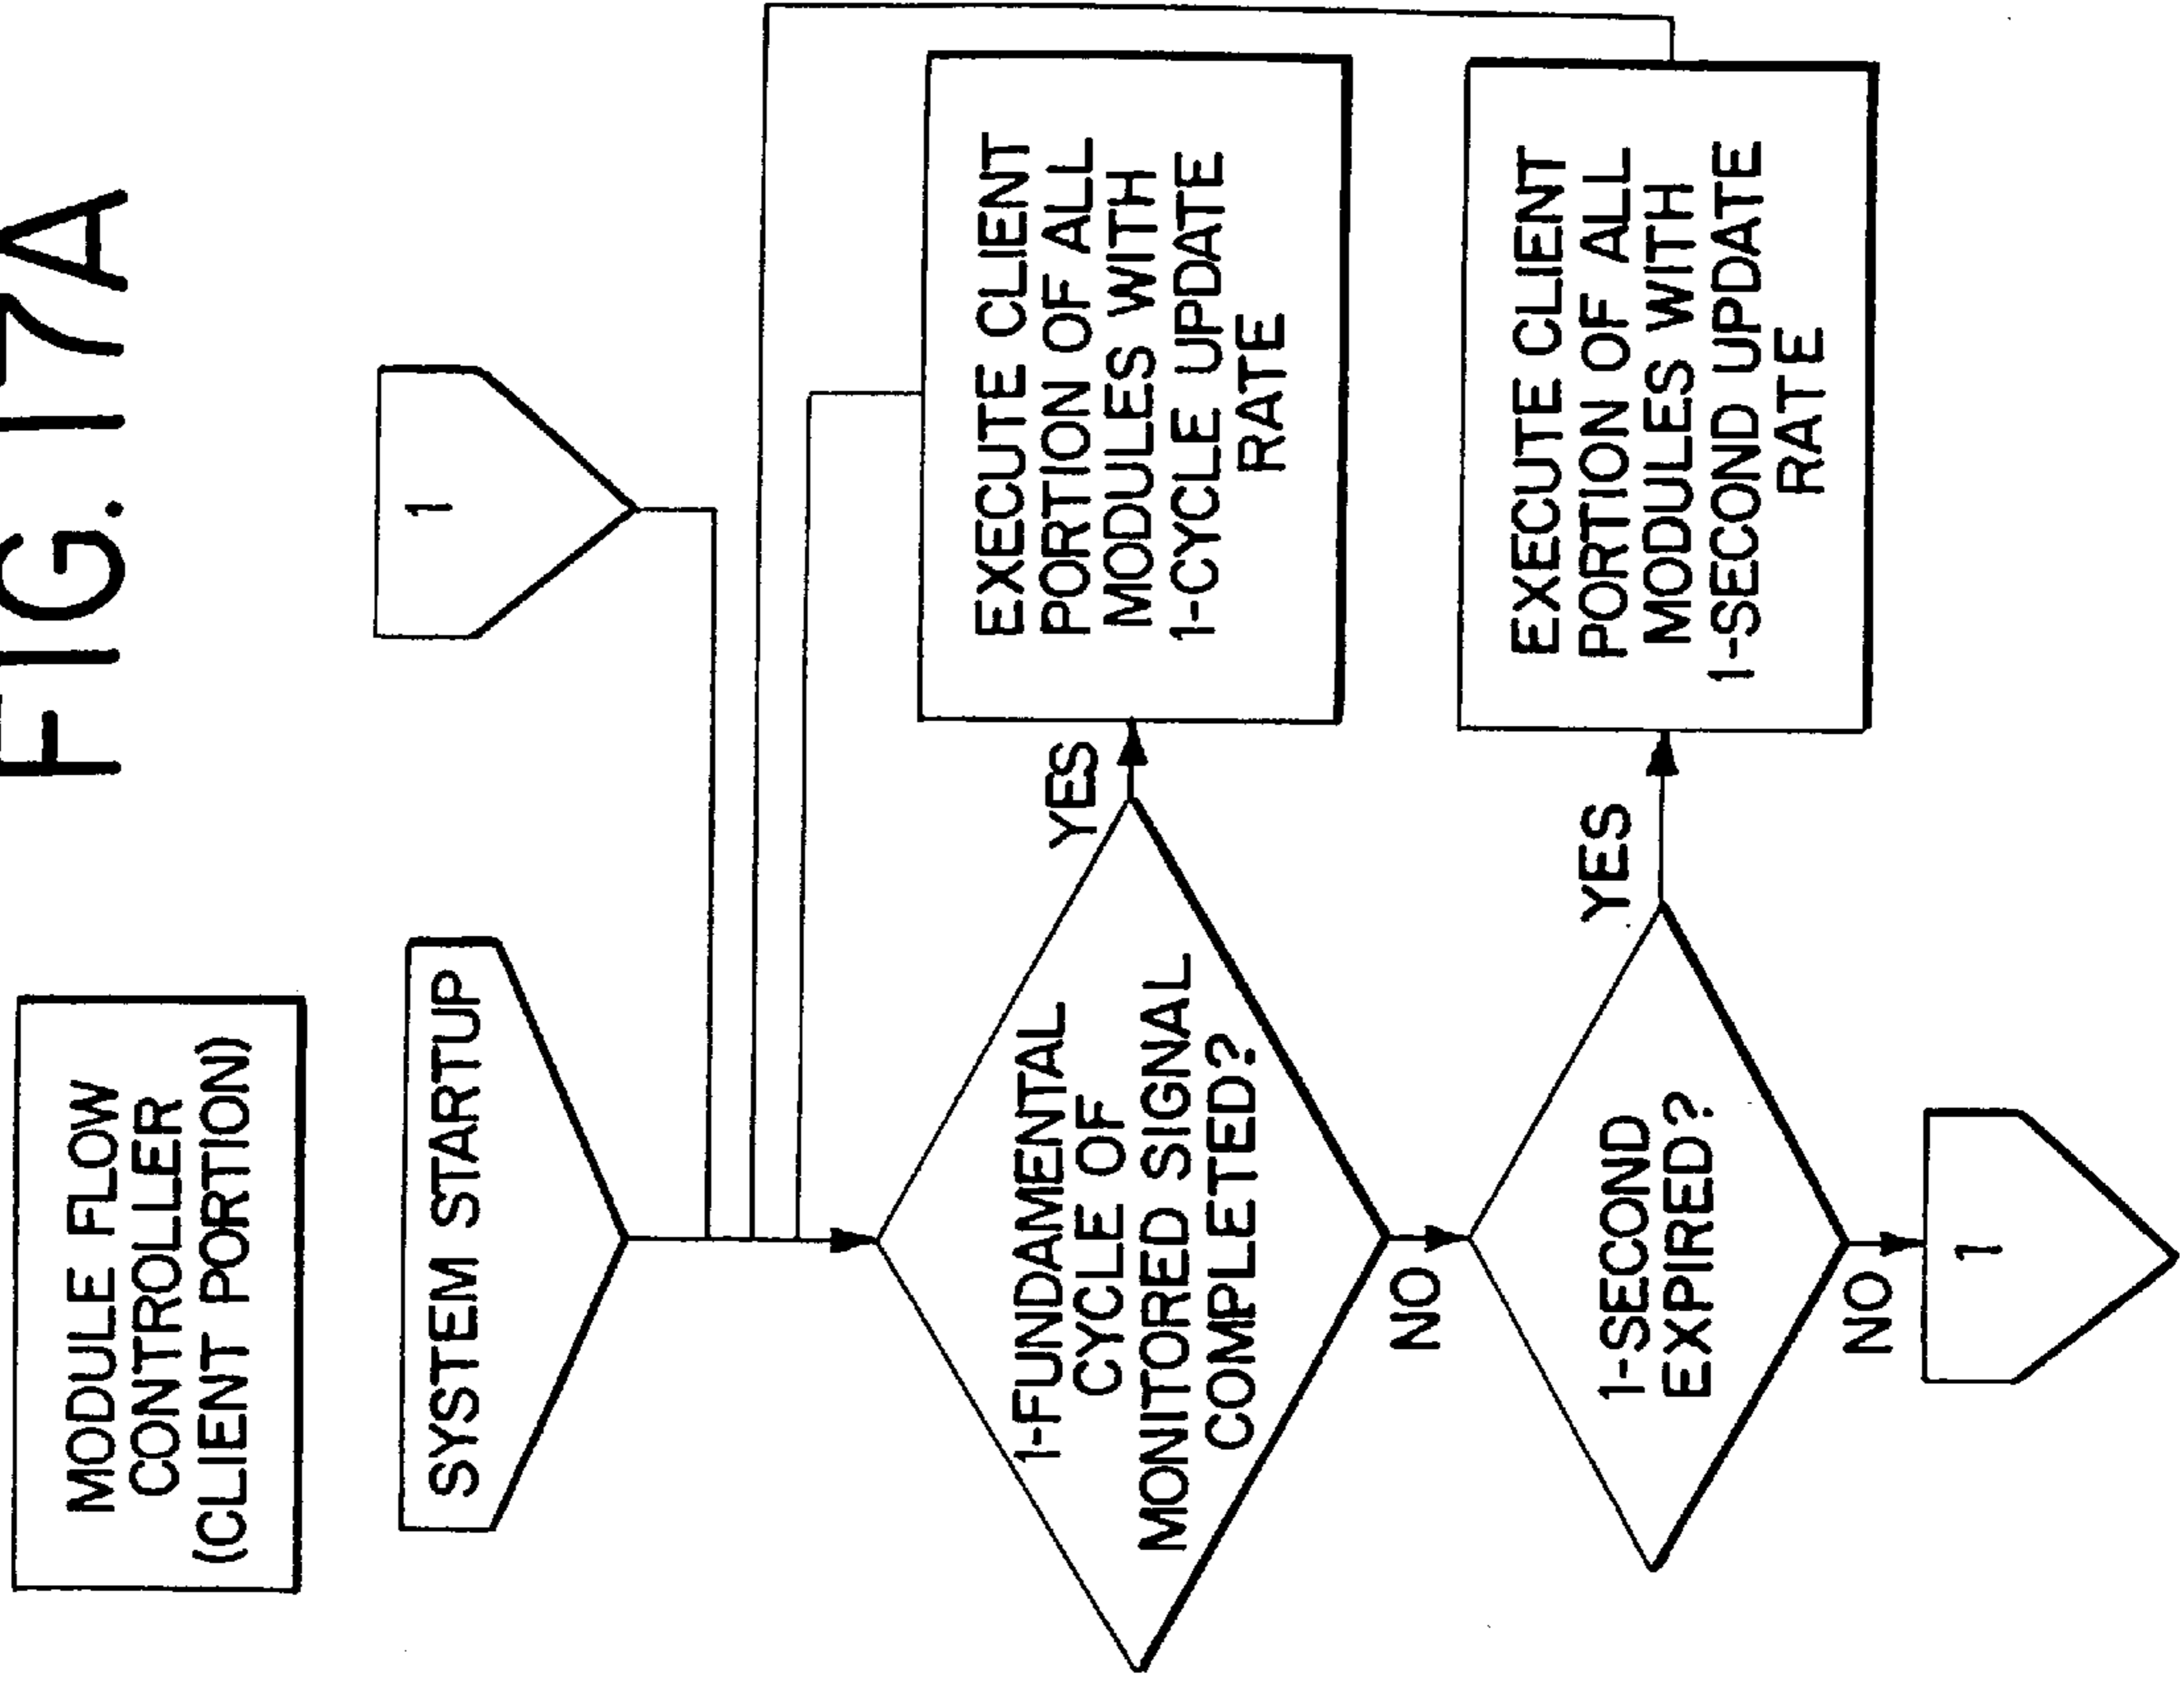 FIG. 17A
MODULE FLOW
CONTROLLER
(CLIENT PORTION)
SYSTEM STARTUP
1
1-FUNDAMENTAL
CYCLE OF
MONITORED SIGNAL
COMPLETED?
YES
EXECUTE CLIENT
PORTION OF ALL
MODULES WITH
1-CYCLE UPDATE
RATE
NO
1-SECOND
EXPIRED?
YES
EXECUTE CLIENT
PORTION OF ALL
MODULES WITH
1-SECOND UPDATE
RATE
NO
1